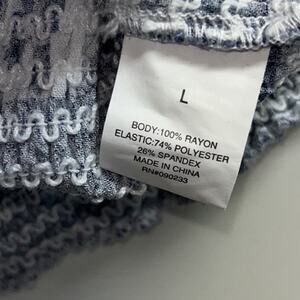 L
BODY:100% RAYON
ELASTIC:74% POLYESTER
26% SPANDEX
MADE IN CHINA
RN#090233